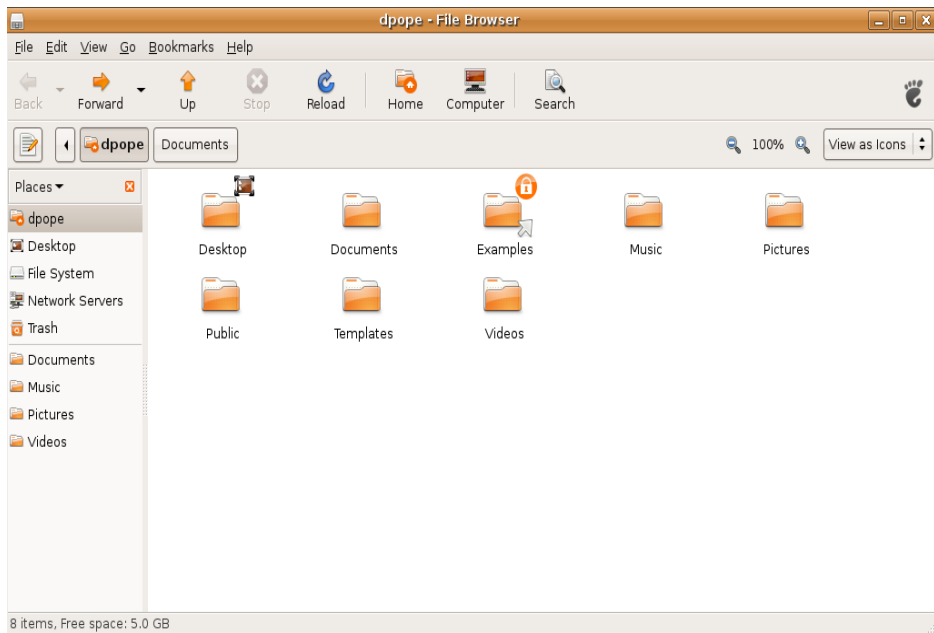 dpope - File Browser
File Edit View Go Bookmarks Help
Back Forward Up Stop Reload Home Computer Search
dpope Documents 100% View as Icons
Places
dpope
Desktop
File System
Network Servers
Trash
Documents
Music
Pictures
Videos
Desktop Documents Examples Music Pictures
Public Templates Videos
8 items, Free space: 5.0 GB